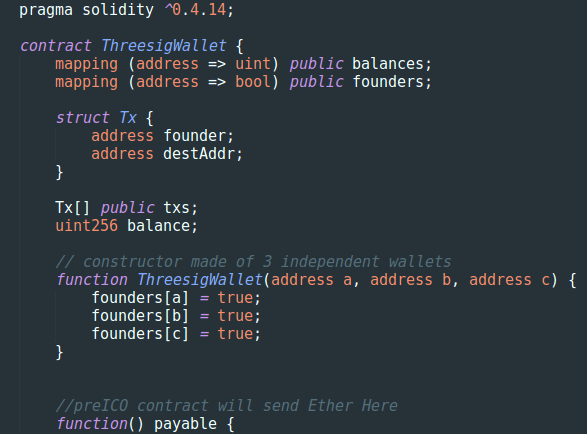 pragma solidity ^0.4.14;
contract ThreesigWallet {
mapping (address => uint) public balances;
mapping (address => bool) public founders;
struct Tx {
address founder;
address destAddr;
}
Tx[] public txs;
uint256 balance;
// constructor made of 3 independent wallets
function ThreesigWallet(address a, address b, address c) {
founders[a] = true;
founders[b] = true;
founders[c] = true;
}
//preICO contract will send Ether Here
function() payable {